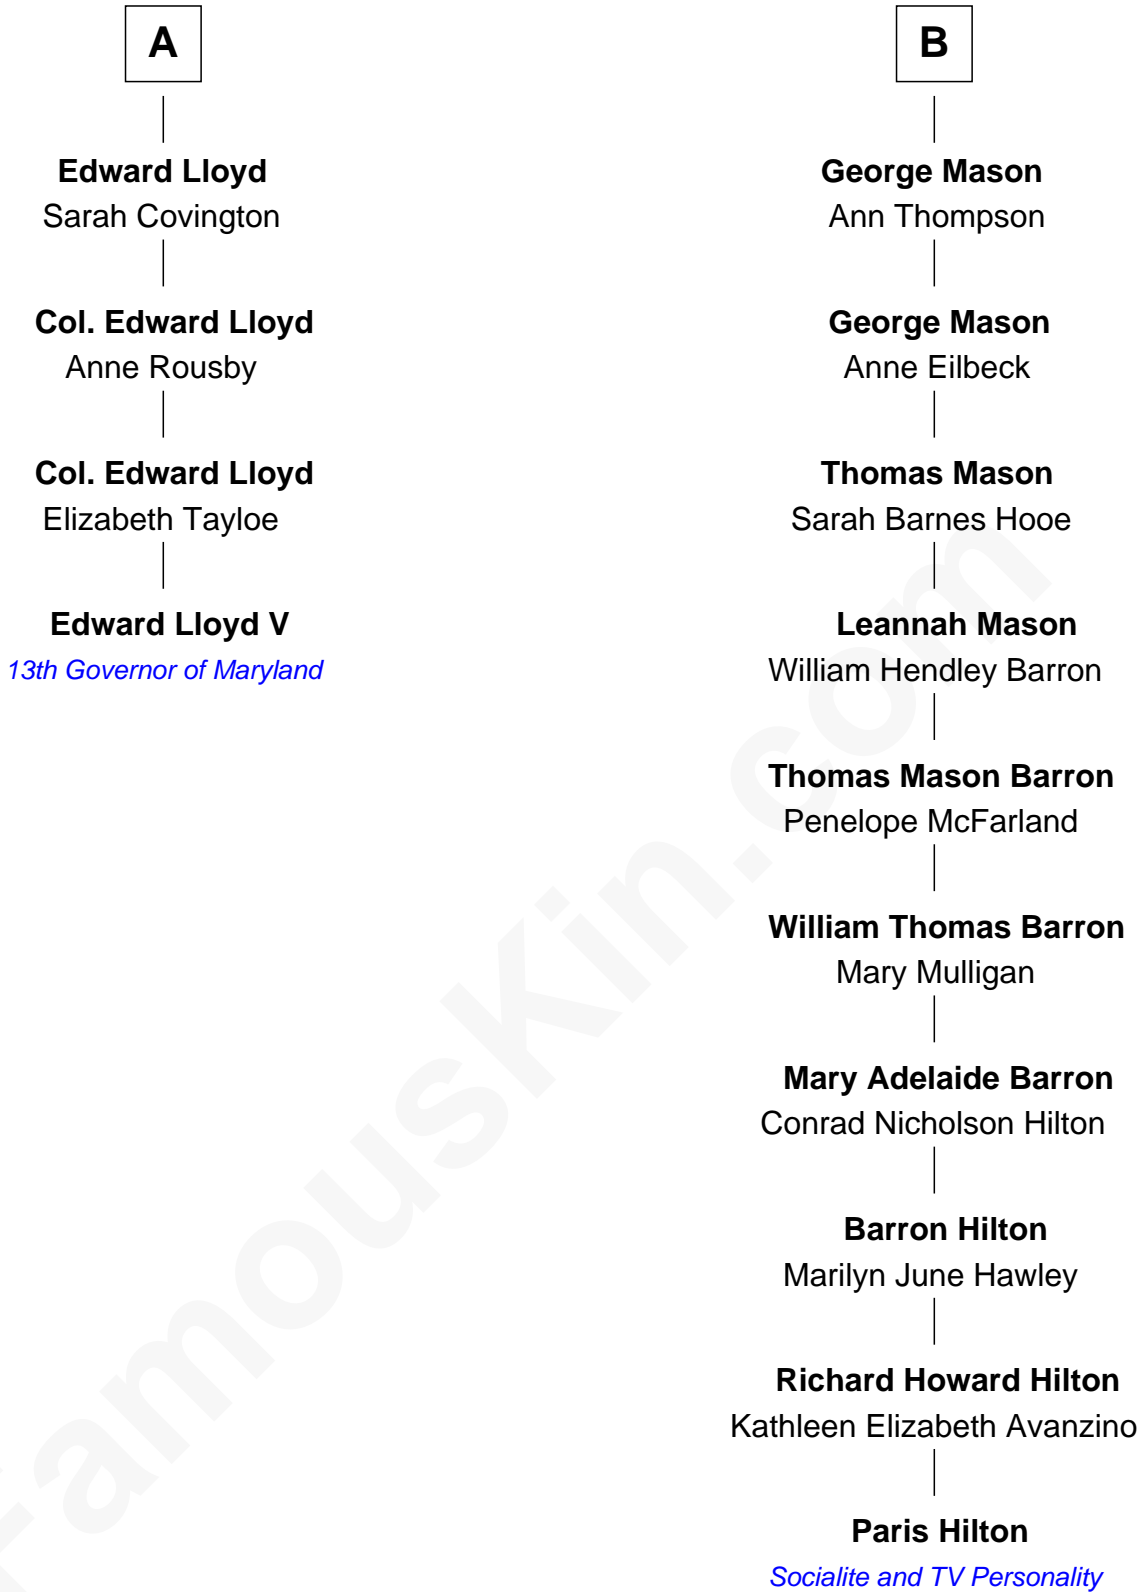 A
Edward Lloyd
Sarah Covington
Col. Edward Lloyd
Anne Rousby
Col. Edward Lloyd
Elizabeth Tayloe
Edward Lloyd V
13th Governor of Maryland
B
George Mason
Ann Thompson
George Mason
Anne Eilbeck
Thomas Mason
Sarah Barnes Hooe
Leannah Mason
William Hendley Barron
Thomas Mason Barron
Penelope McFarland
William Thomas Barron
Mary Mulligan
Mary Adelaide Barron
Conrad Nicholson Hilton
Barron Hilton
Marilyn June Hawley
Richard Howard Hilton
Kathleen Elizabeth Avanzino
Paris Hilton
Socialite and TV Personality
FamousKin.com